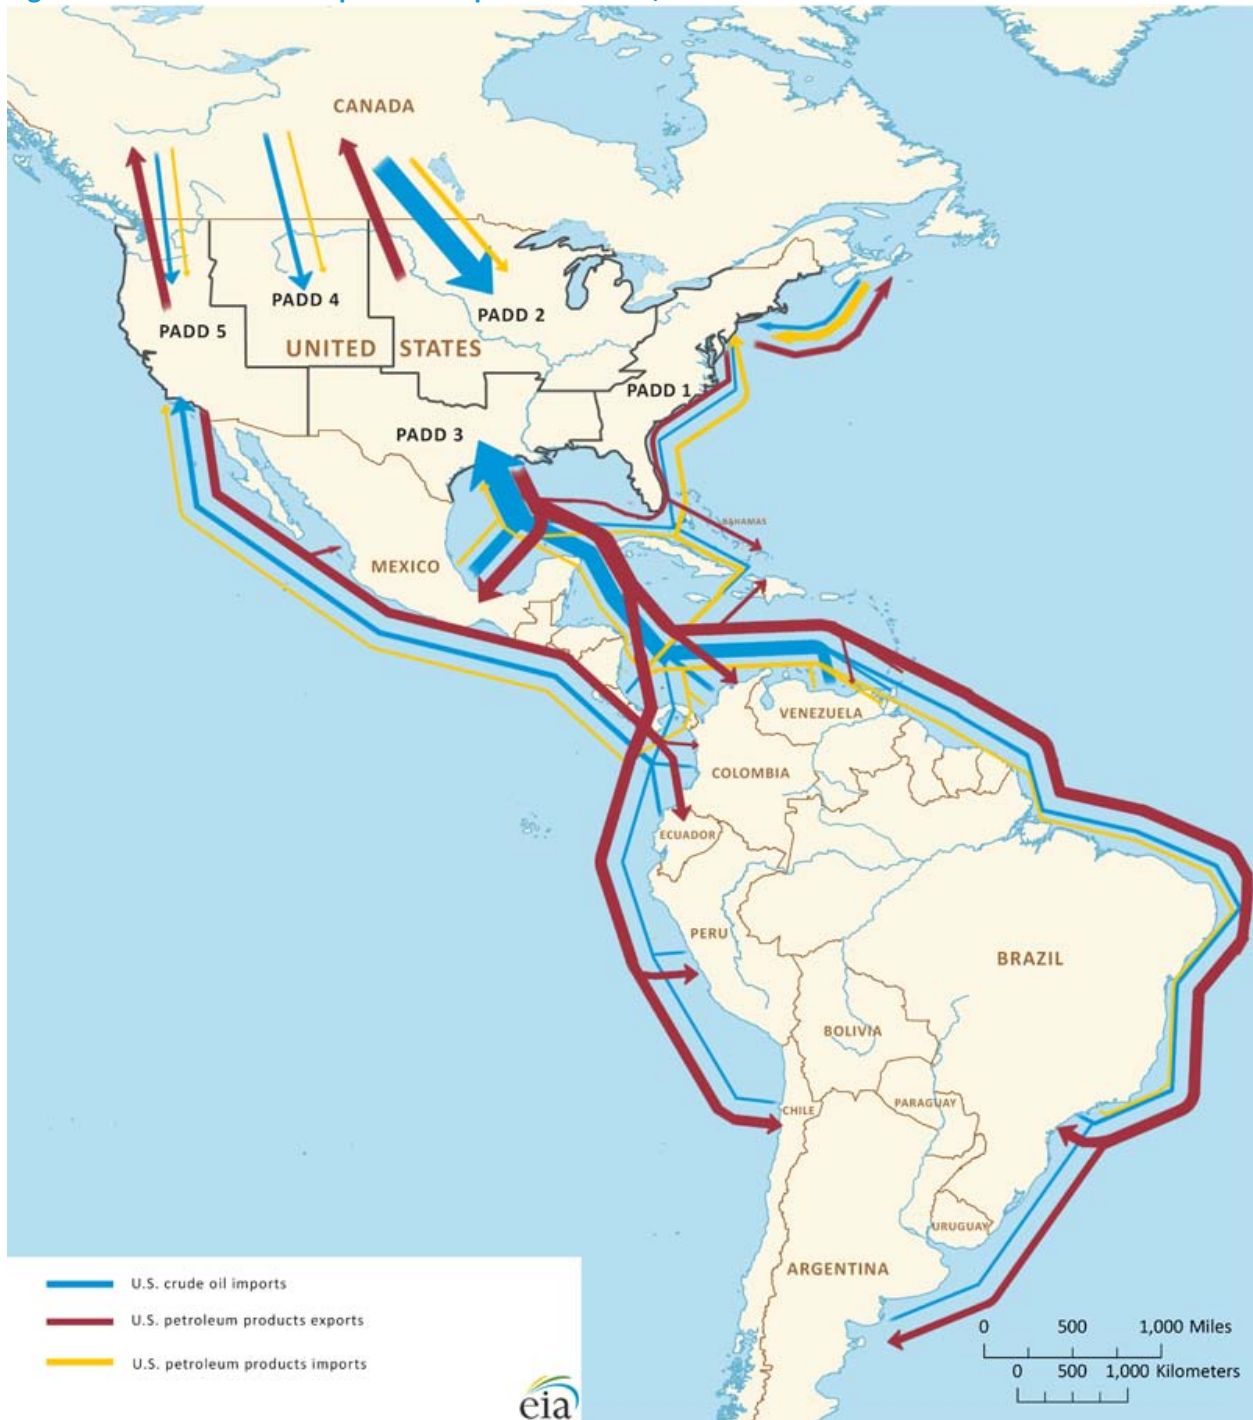 CANADA
PADD 4
PADD 2
PADD 5
UNITED STATES
PADD 1
PADD 3
BAHAMAS
MEXICO
VENEZUELA
COLOMBIA
ECUADOR
PERU
BRAZIL
BOLIVIA
PARAGUAY
CHILE
URUGUAY
ARGENTINA
U.S. crude oil imports
U.S. petroleum products exports
U.S. petroleum products imports
eia
0 500 1,000 Miles
0 500 1,000 Kilometers